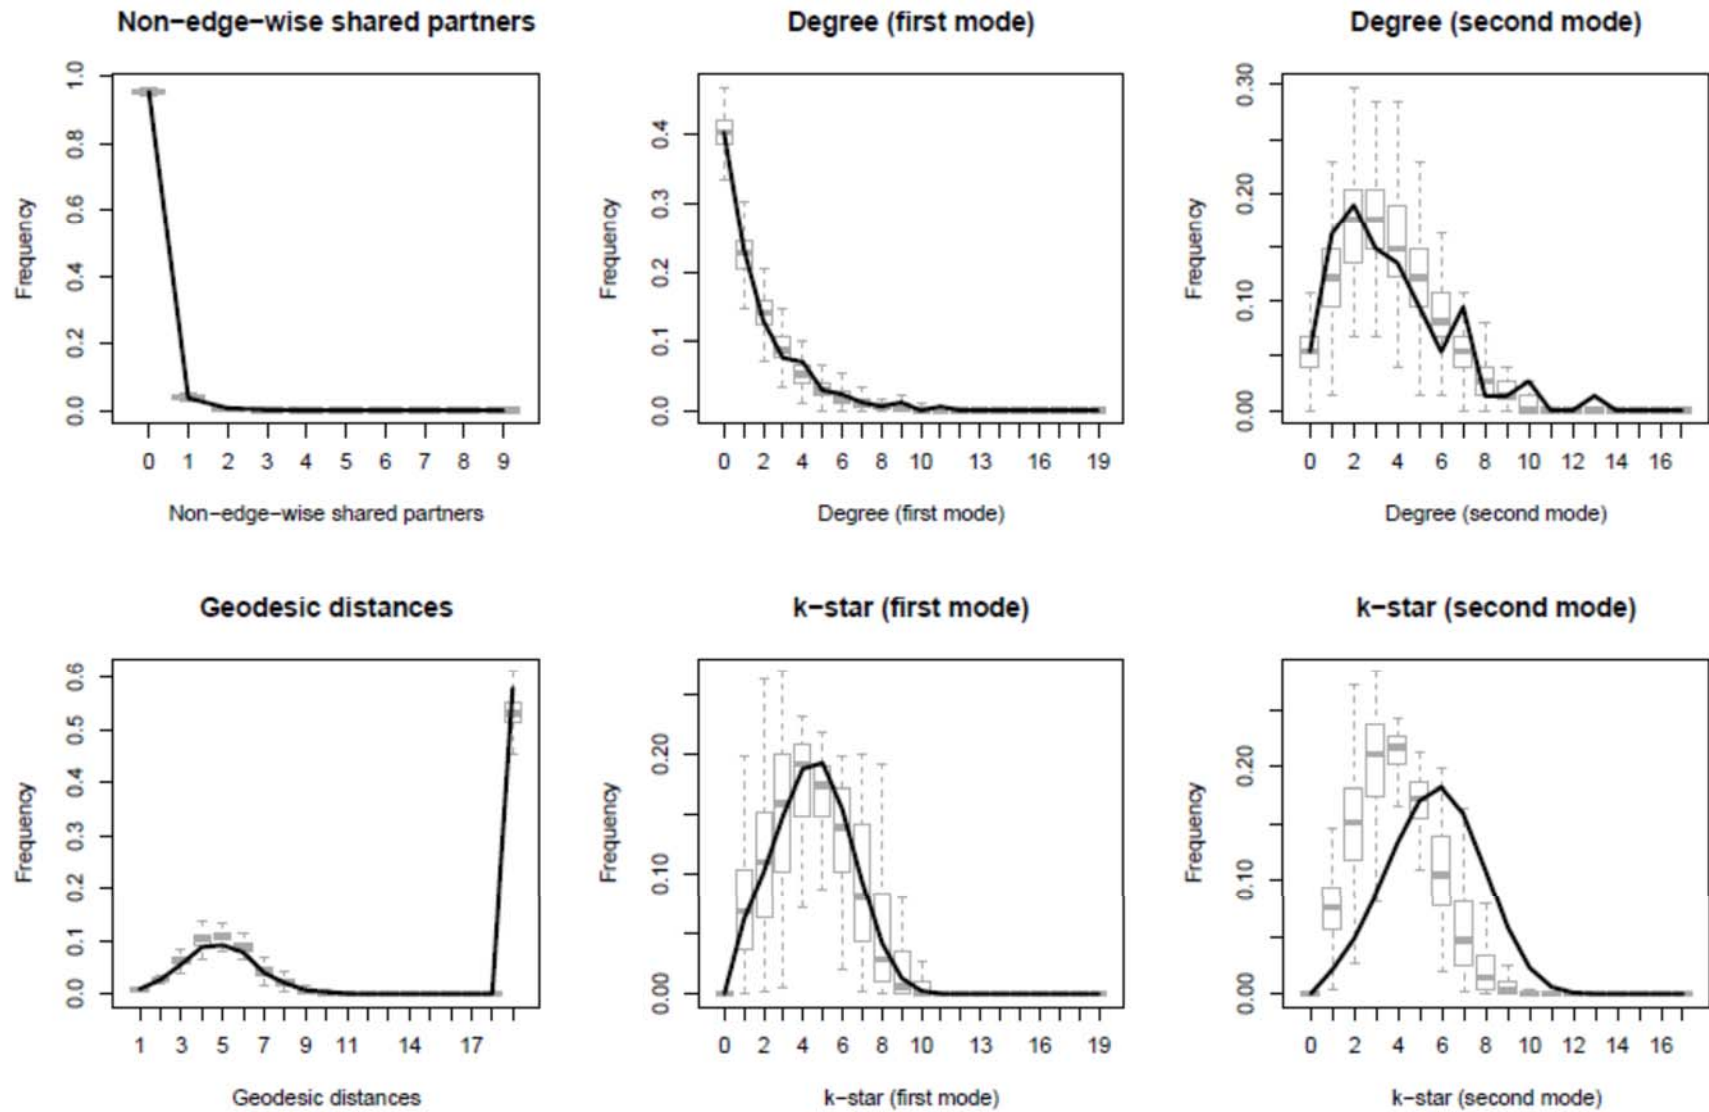 Non−edge−wise shared partners
Frequency
0.0 0.2 0.4 0.6 0.8 1.0
0 1 2 3 4 5 6 7 8 9
Non−edge−wise shared partners
Degree (first mode)
Frequency
0.0 0.1 0.2 0.3 0.4
0 2 4 6 8 10 13 16 19
Degree (first mode)
Degree (second mode)
Frequency
0.00 0.10 0.20 0.30
0 2 4 6 8 10 12 14 16
Degree (second mode)
Geodesic distances
Frequency
0.0 0.1 0.2 0.3 0.4 0.5 0.6
1 3 5 7 9 11 14 17
Geodesic distances
k−star (first mode)
Frequency
0.00 0.10 0.20
0 2 4 6 8 10 13 16 19
k−star (first mode)
k−star (second mode)
Frequency
0.00 0.10 0.20
0 2 4 6 8 10 12 14 16
k−star (second mode)